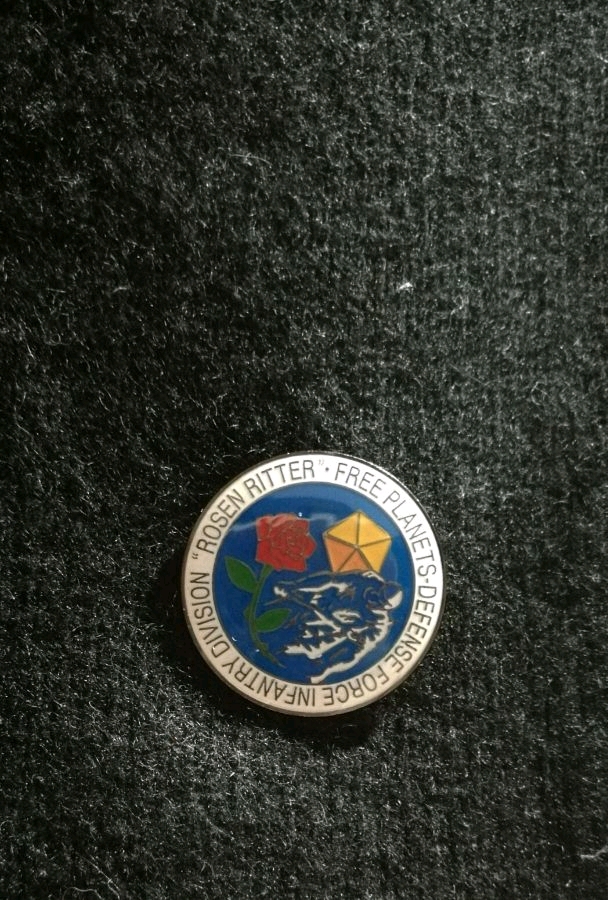 "ROSEN RITTER"·FREE PLANETS-DEFENSE FORCE INFANTRY DIVISION